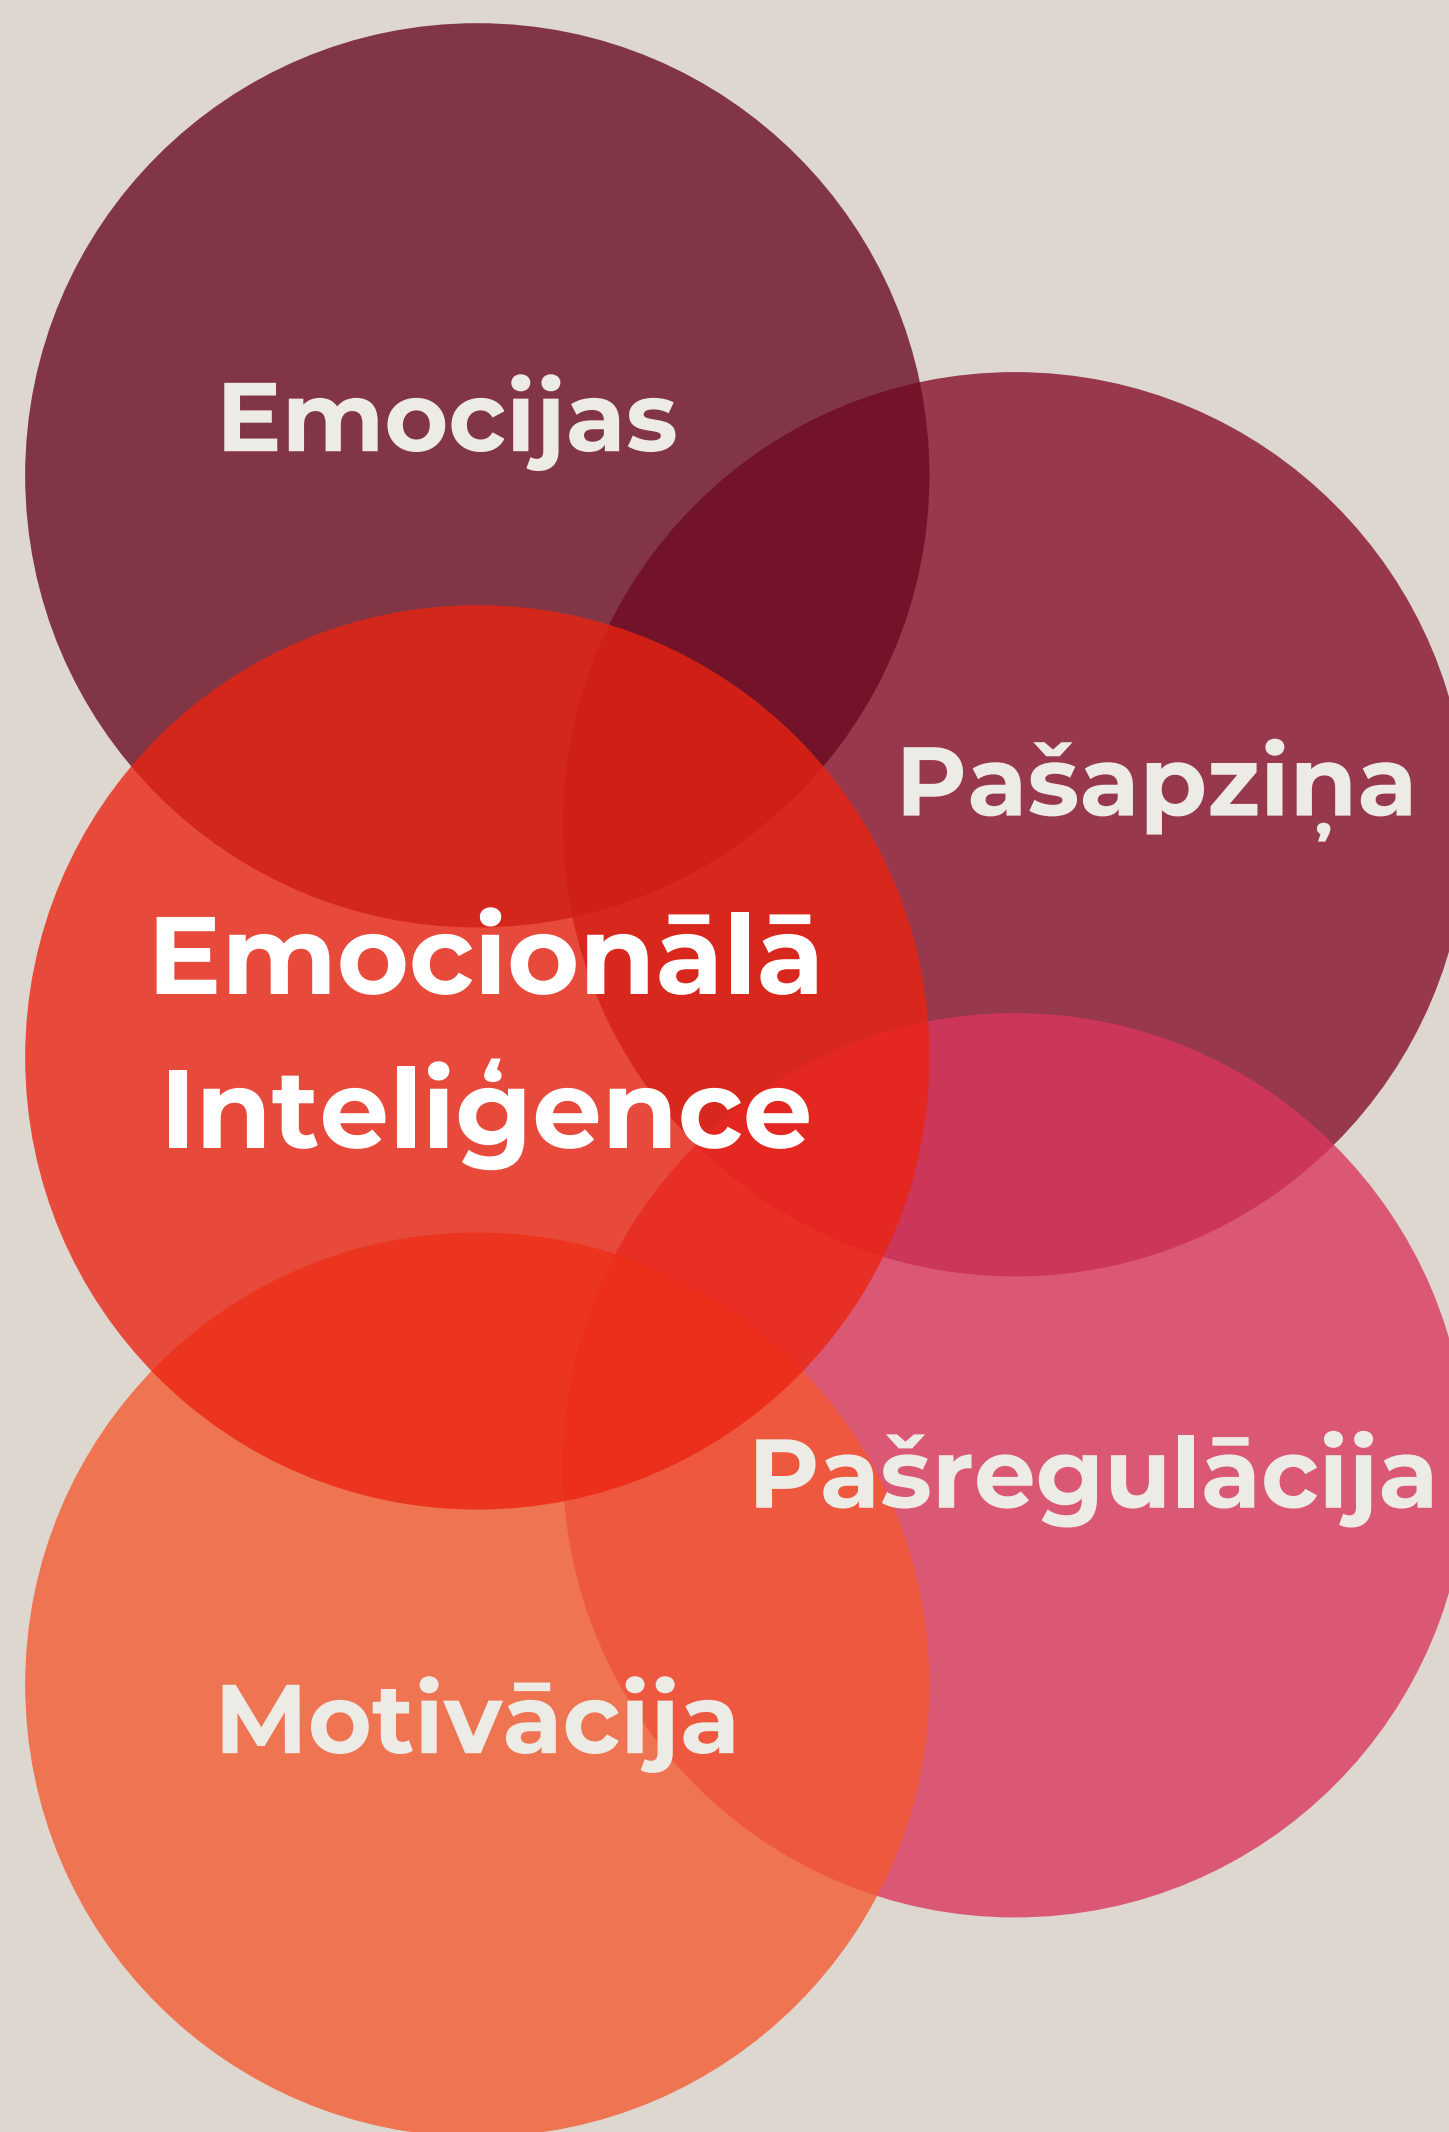 Emocijas
Pašapziņa
Emocionālā
Inteliģence
Pašregulācija
Motivācija